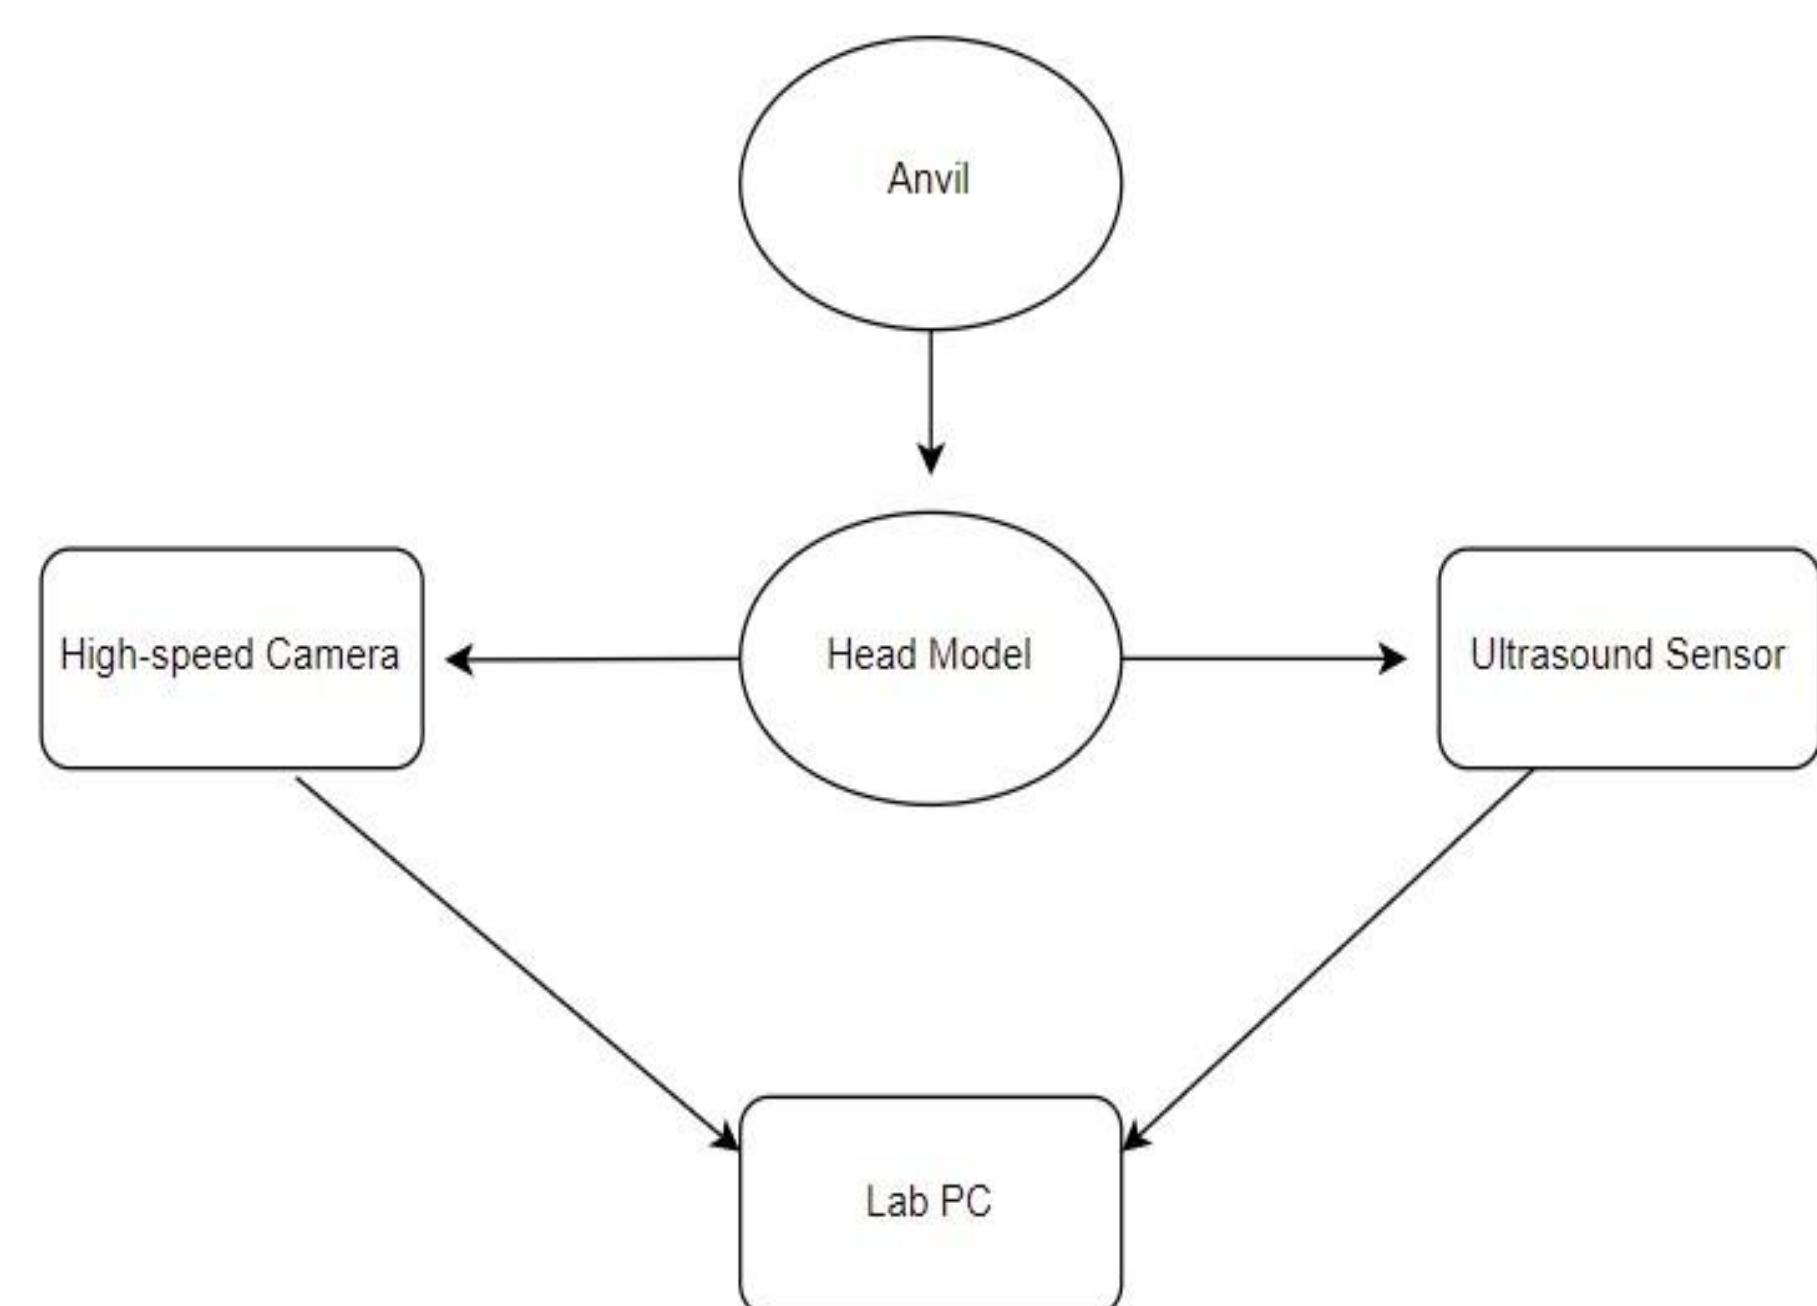 Anvil
High-speed Camera
Head Model
Ultrasound Sensor
Lab PC